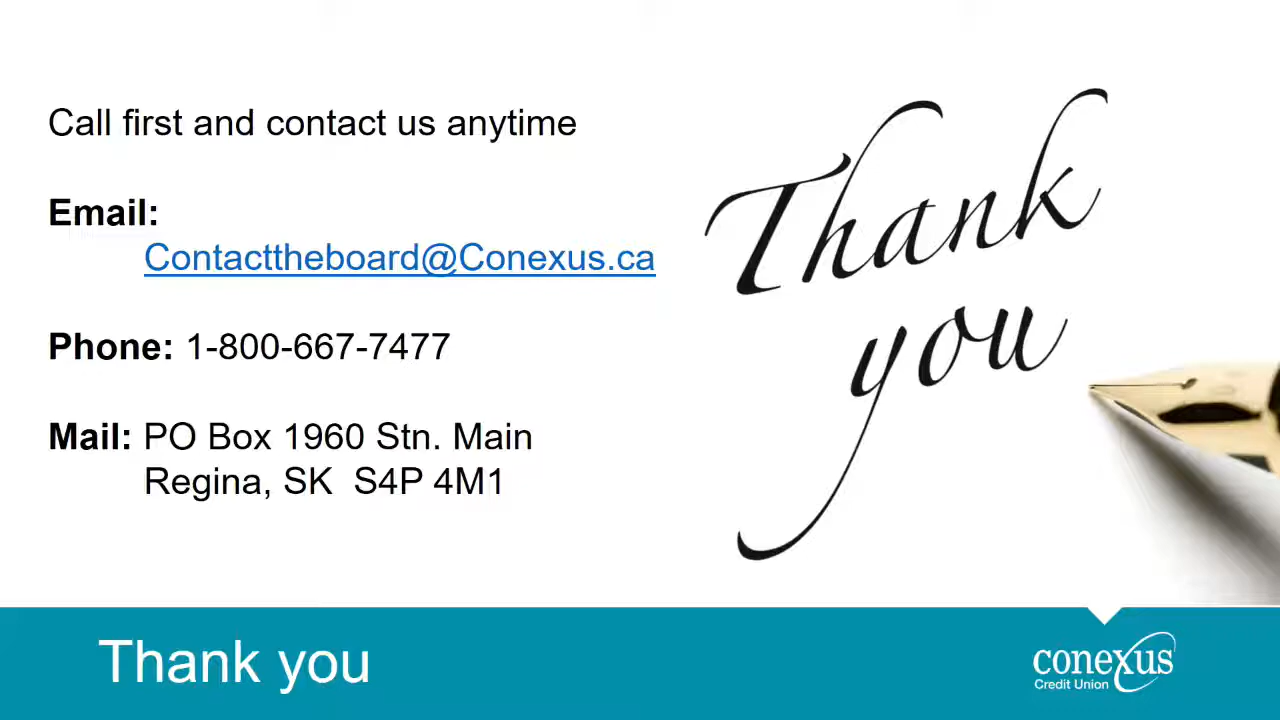 Call first and contact us anytime
Email:
Contacttheboard@Conexus.ca
Phone: 1-800-667-7477
Mail: PO Box 1960 Stn. Main
Regina, SK  S4P 4M1
Thank
you
Thank you
conexus
Credit Union